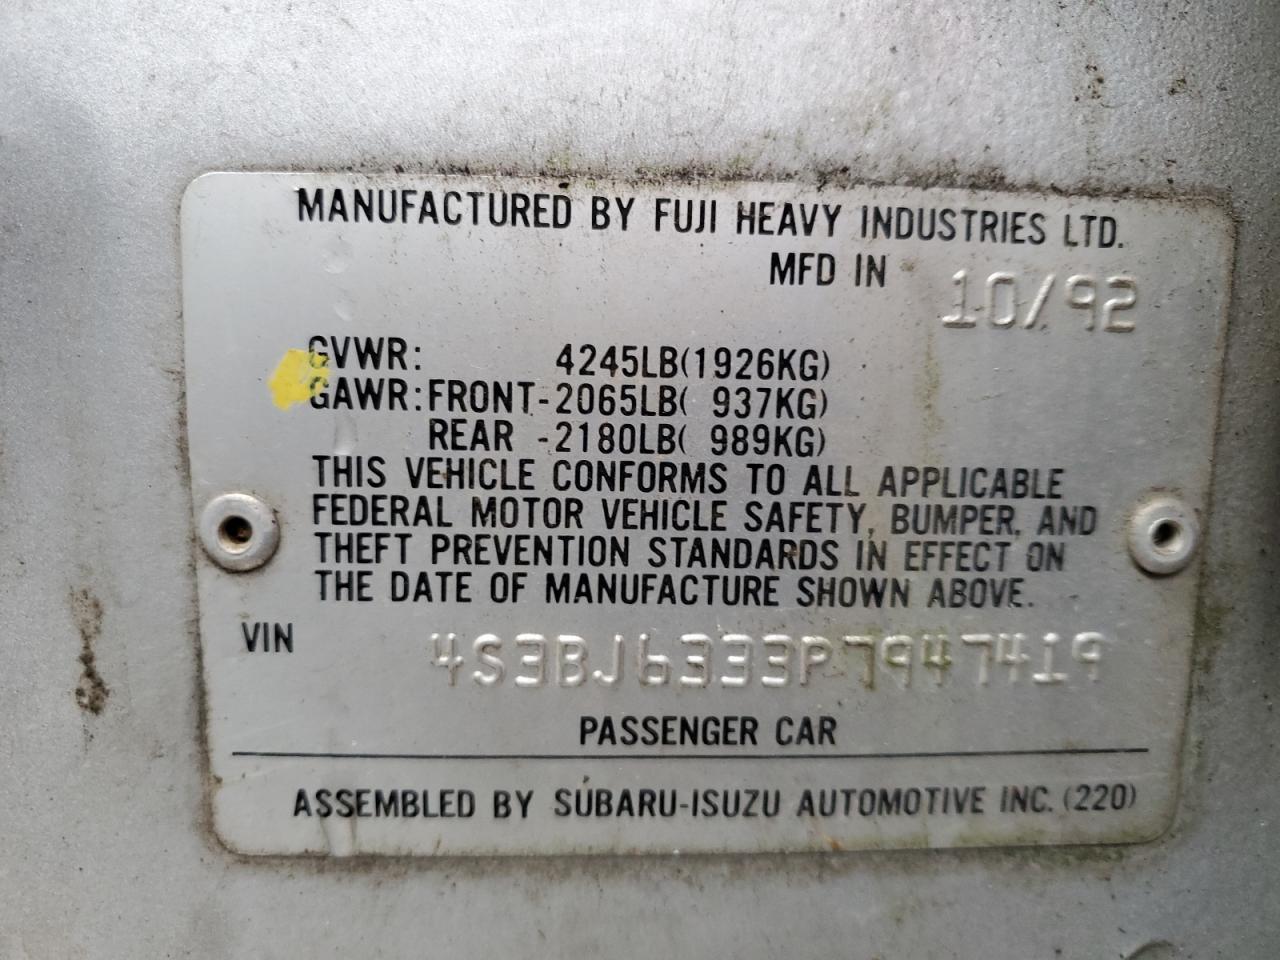 MANUFACTURED BY FUJI HEAVY INDUSTRIES LTD.
MFD IN 10/92
GVWR: 4245LB(1926KG)
GAWR:FRONT-2065LB( 937KG)
REAR -2180LB( 989KG)
THIS VEHICLE CONFORMS TO ALL APPLICABLE
FEDERAL MOTOR VEHICLE SAFETY, BUMPER, AND
THEFT PREVENTION STANDARDS IN EFFECT ON
THE DATE OF MANUFACTURE SHOWN ABOVE.
VIN 4S3BJ6333P7947419
PASSENGER CAR
ASSEMBLED BY SUBARU-ISUZU AUTOMOTIVE INC. (220)